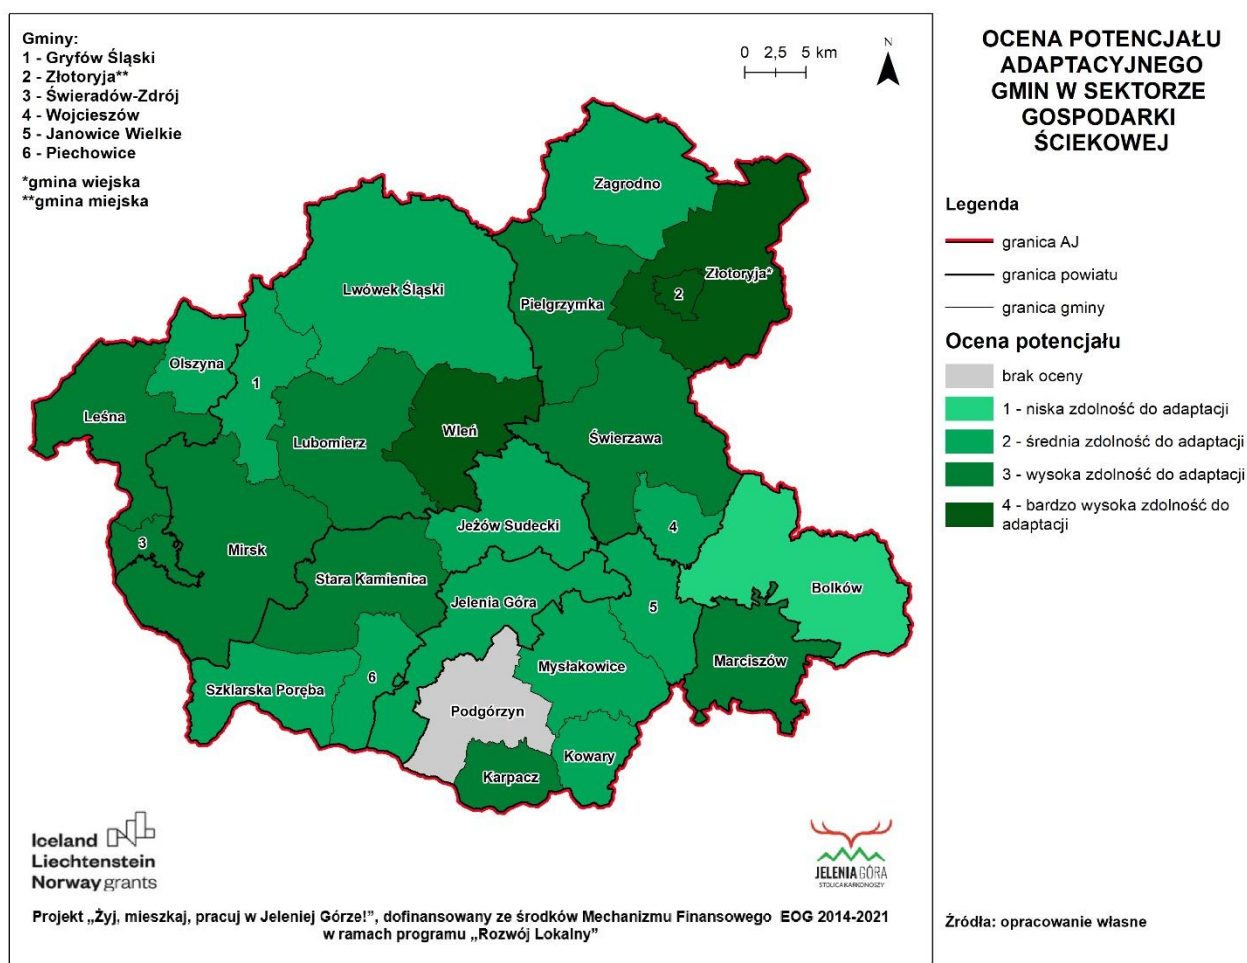 Gminy:
1 - Gryfów Śląski
2 - Złotoryja**
3 - Świeradów-Zdrój
4 - Wojcieszów
5 - Janowice Wielkie
6 - Piechowice
*gmina wiejska
**gmina miejska
0 2,5 5 km
N
Zagrodno
Złotoryja*
2
Lwówek Śląski
Pielgrzymka
Olszyna
1
Leśna
Lubomierz
Wleń
Świerzawa
Jeżów Sudecki
4
3
Mirsk
Stara Kamienica
Jelenia Góra
5
Bolków
Mysłakowice
Marciszów
6
Szklarska Poręba
Podgórzyn
Kowary
Karpacz
Iceland
Liechtenstein
Norway grants
JELENIA GÓRA
STOLICA KARKONOSZY
Projekt „Żyj, mieszkaj, pracuj w Jeleniej Górze!”, dofinansowany ze środków Mechanizmu Finansowego EOG 2014-2021
w ramach programu „Rozwój Lokalny”
OCENA POTENCJAŁU
ADAPTACYJNEGO
GMIN W SEKTORZE
GOSPODARKI
ŚCIEKOWEJ
Legenda
granica AJ
granica powiatu
granica gminy
Ocena potencjału
brak oceny
1 - niska zdolność do adaptacji
2 - średnia zdolność do adaptacji
3 - wysoka zdolność do adaptacji
4 - bardzo wysoka zdolność do
adaptacji
Źródła: opracowanie własne